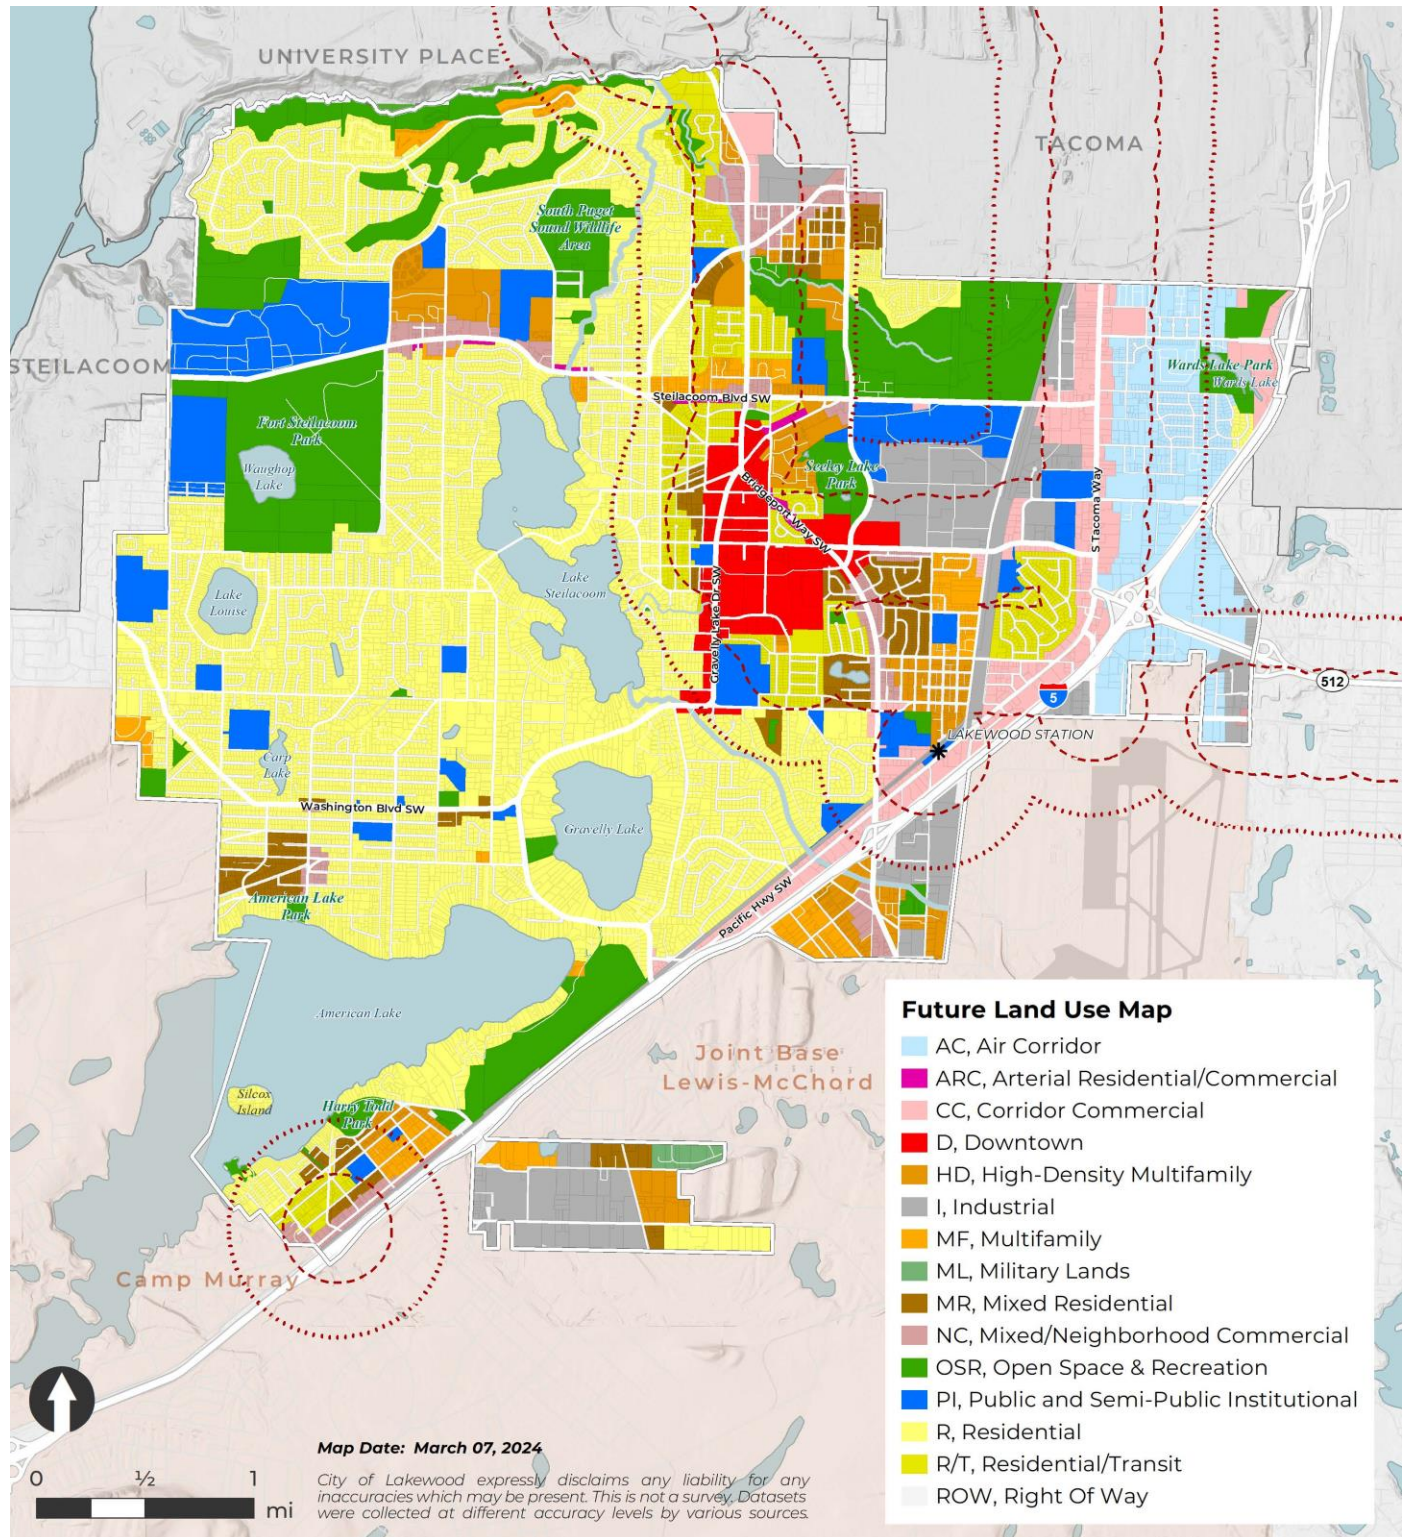 UNIVERSITY PLACE
TACOMA
South Puget
Sound Wildlife
Area
STEILACOOM
Wards Lake Park
Wards Lake
Steilacoom Blvd SW
Fort Steilacoom
Park
Waughop
Lake
Seeley Lake
Park
Bridgeport Way SW
S Tacoma Way
Lake
Louise
Lake
Steilacoom
Gravelly Lake Dr SW
512
5
LAKEWOOD STATION
Carp
Lake
Washington Blvd SW
Gravelly Lake
American Lake
Park
Pacific Hwy SW
American Lake
Joint Base
Lewis-McChord
Silcox
Island
Harry Todd
Park
Camp Murray
Future Land Use Map
AC, Air Corridor
ARC, Arterial Residential/Commercial
CC, Corridor Commercial
D, Downtown
HD, High-Density Multifamily
I, Industrial
MF, Multifamily
ML, Military Lands
MR, Mixed Residential
NC, Mixed/Neighborhood Commercial
OSR, Open Space & Recreation
PI, Public and Semi-Public Institutional
R, Residential
R/T, Residential/Transit
ROW, Right Of Way
0 ½ 1
mi
Map Date: March 07, 2024
City of Lakewood expressly disclaims any liability for any
inaccuracies which may be present. This is not a survey. Datasets
were collected at different accuracy levels by various sources.